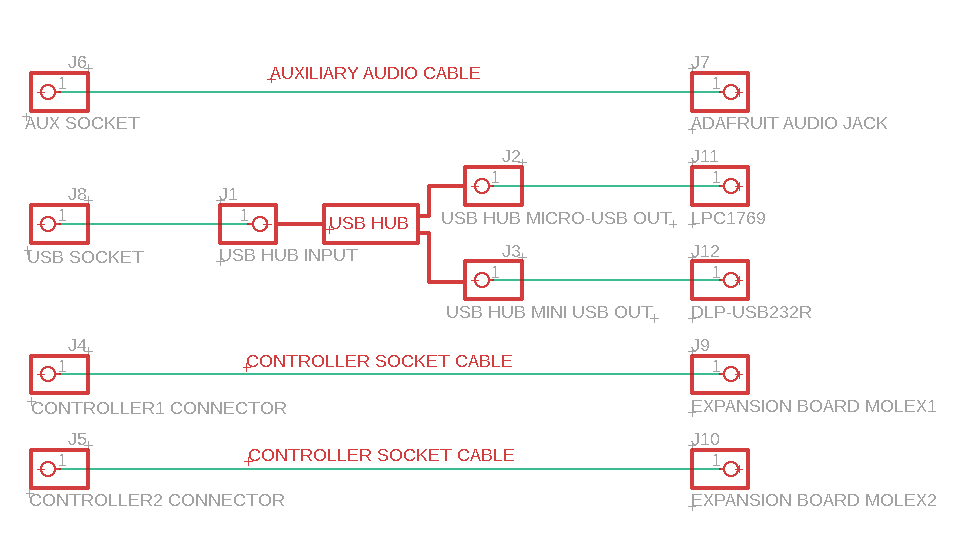 J6
J7
AUXILIARY AUDIO CABLE
1
1
AUX SOCKET
ADAFRUIT AUDIO JACK
J2
J11
1
1
USB HUB MICRO-USB OUT
LPC1769
J8
J1
1
1
USB HUB
USB SOCKET
USB HUB INPUT
J3
J12
1
1
USB HUB MINI USB OUT
DLP-USB232R
J4
J9
CONTROLLER SOCKET CABLE
1
1
CONTROLLER1 CONNECTOR
EXPANSION BOARD MOLEX1
J5
J10
CONTROLLER SOCKET CABLE
1
1
CONTROLLER2 CONNECTOR
EXPANSION BOARD MOLEX2